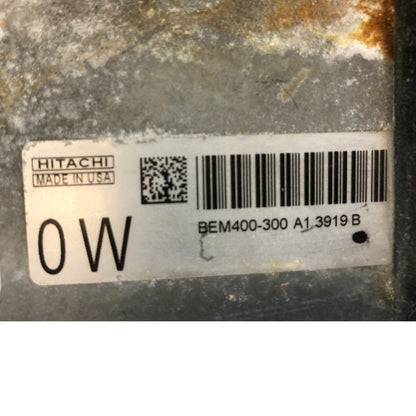 HITACHI
MADE IN USA
0W
BEM400-300 A1 3919 B